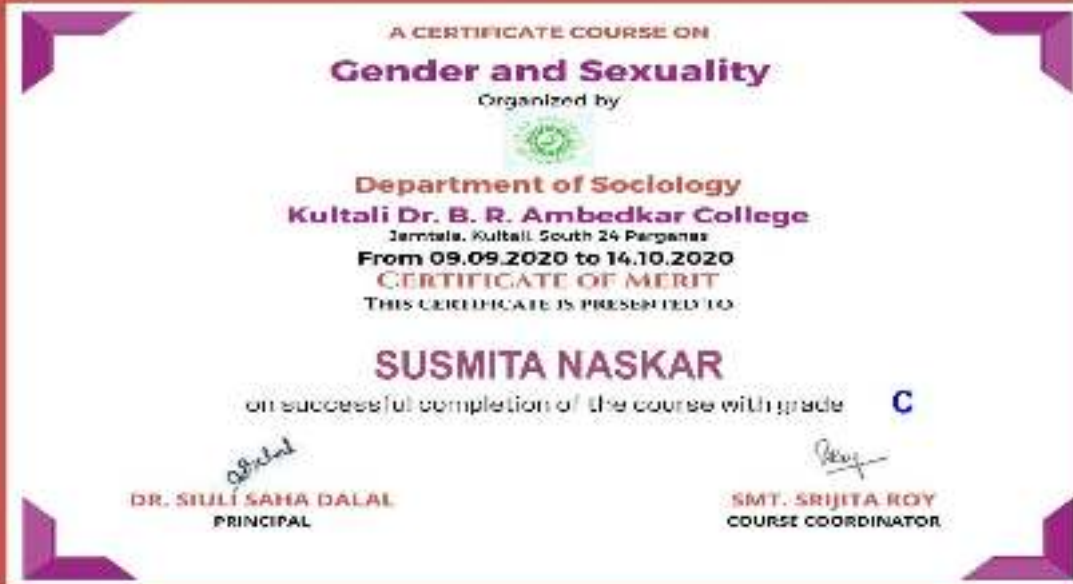 A CERTIFICATE COURSE ON
Gender and Sexuality
Organized by
Department of Sociology
Kultali Dr. B. R. Ambedkar College
Jamtala, Kultali, South 24 Parganas
From 09.09.2020 to 14.10.2020
CERTIFICATE OF MERIT
THIS CERTIFICATE IS PRESENTED TO
SUSMITA NASKAR
on successful completion of the course with grade C
DR. SIULI SAHA DALAL
PRINCIPAL
SMT. SRIJITA ROY
COURSE COORDINATOR